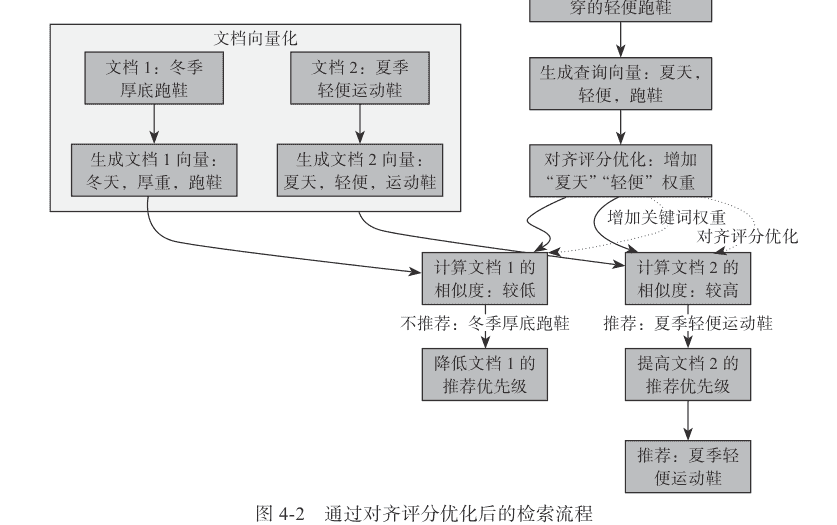 穿的轻便跑鞋
文档向量化
文档 1：冬季
厚底跑鞋
文档 2：夏季
轻便运动鞋
生成查询向量：夏天，
轻便，跑鞋
生成文档 1 向量：
冬天，厚重，跑鞋
生成文档 2 向量：
夏天，轻便，运动鞋
对齐评分优化：增加
“夏天”“轻便”权重
增加关键词权重
对齐评分优化
计算文档 1 的
相似度：较低
计算文档 2 的
相似度：较高
不推荐：冬季厚底跑鞋
推荐：夏季轻便运动鞋
降低文档 1 的
推荐优先级
提高文档 2 的
推荐优先级
推荐：夏季轻
便运动鞋
图 4-2 通过对齐评分优化后的检索流程